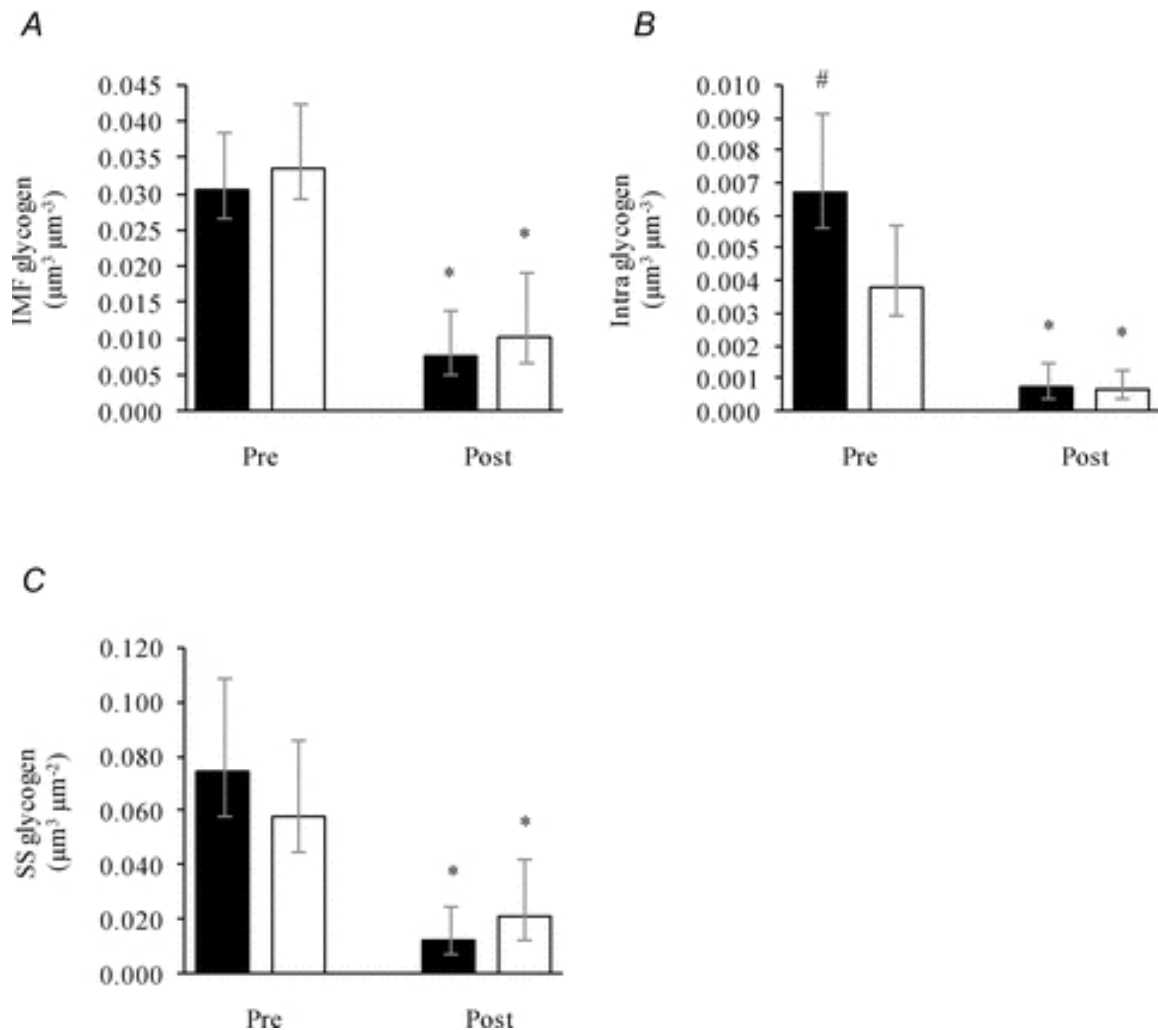 A
IMF glycogen
(µm³ µm⁻³)
0.045
0.040
0.035
0.030
0.025
0.020
0.015
0.010
0.005
0.000
*
*
Pre Post
B
Intra glycogen
(µm³ µm⁻³)
0.010
0.009
0.008
0.007
0.006
0.005
0.004
0.003
0.002
0.001
0.000
#
*
*
Pre Post
C
SS glycogen
(µm³ µm⁻²)
0.120
0.100
0.080
0.060
0.040
0.020
0.000
*
*
Pre Post